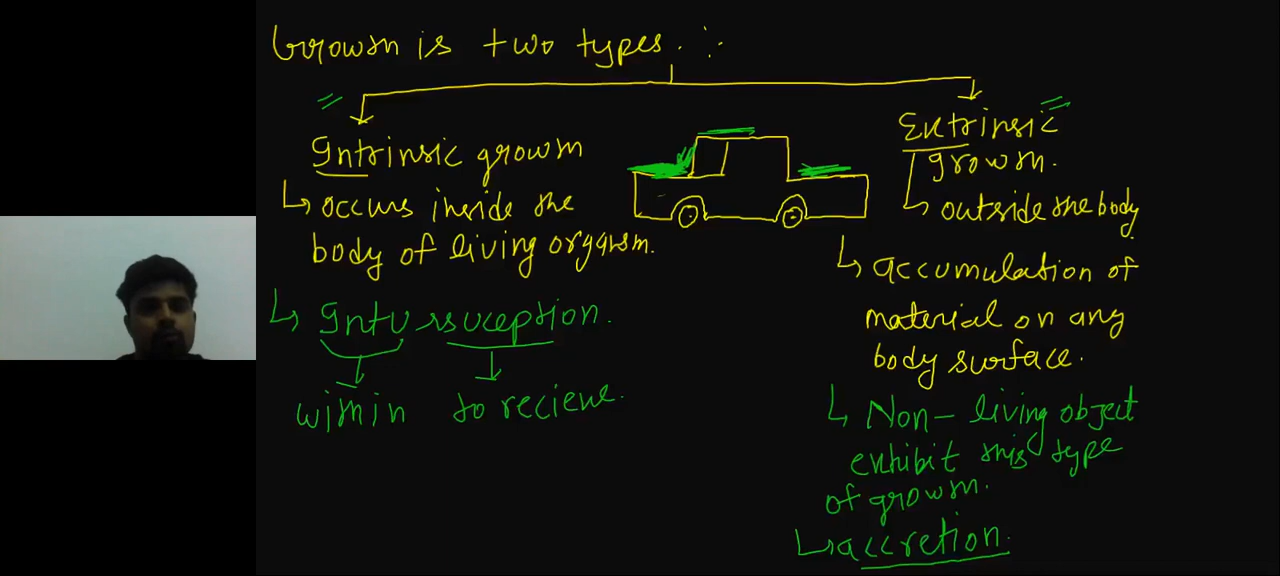 Growth is two types.
Intrinsic growth
occurs inside the
body of living orgarsm.
Intussuception.
within to recieve.
Extrinsic
growth.
outside the body
accumulation of
material on any
body surface.
Non-living object
exhibit this type
of growth.
accretion.